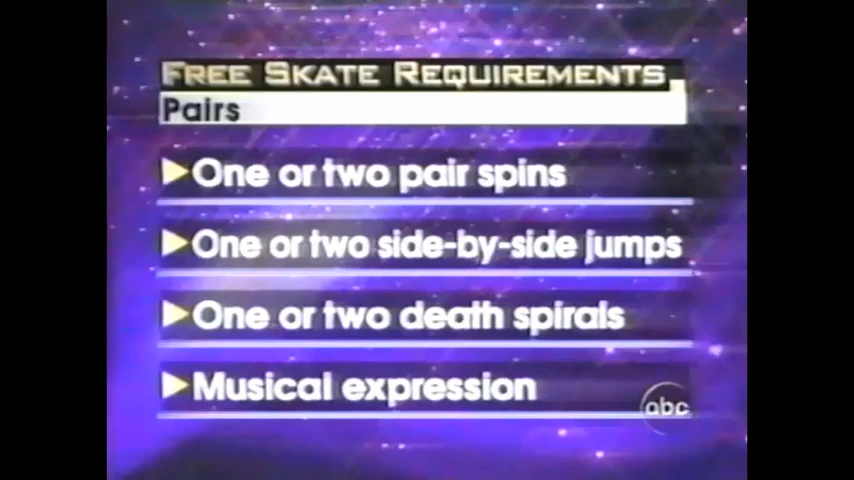 Free Skate Requirements
Pairs
One or two pair spins
One or two side-by-side jumps
One or two death spirals
Musical expression
abc